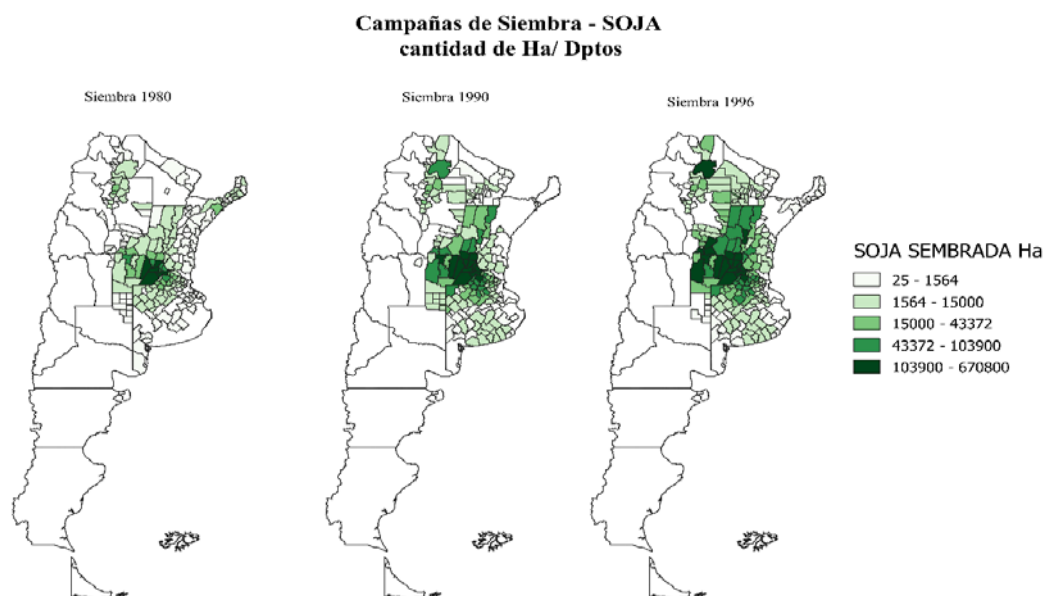 Campañas de Siembra - SOJA
cantidad de Ha/ Dptos
Siembra 1980
Siembra 1990
Siembra 1996
SOJA SEMBRADA Ha
25 - 1564
1564 - 15000
15000 - 43372
43372 - 103900
103900 - 670800